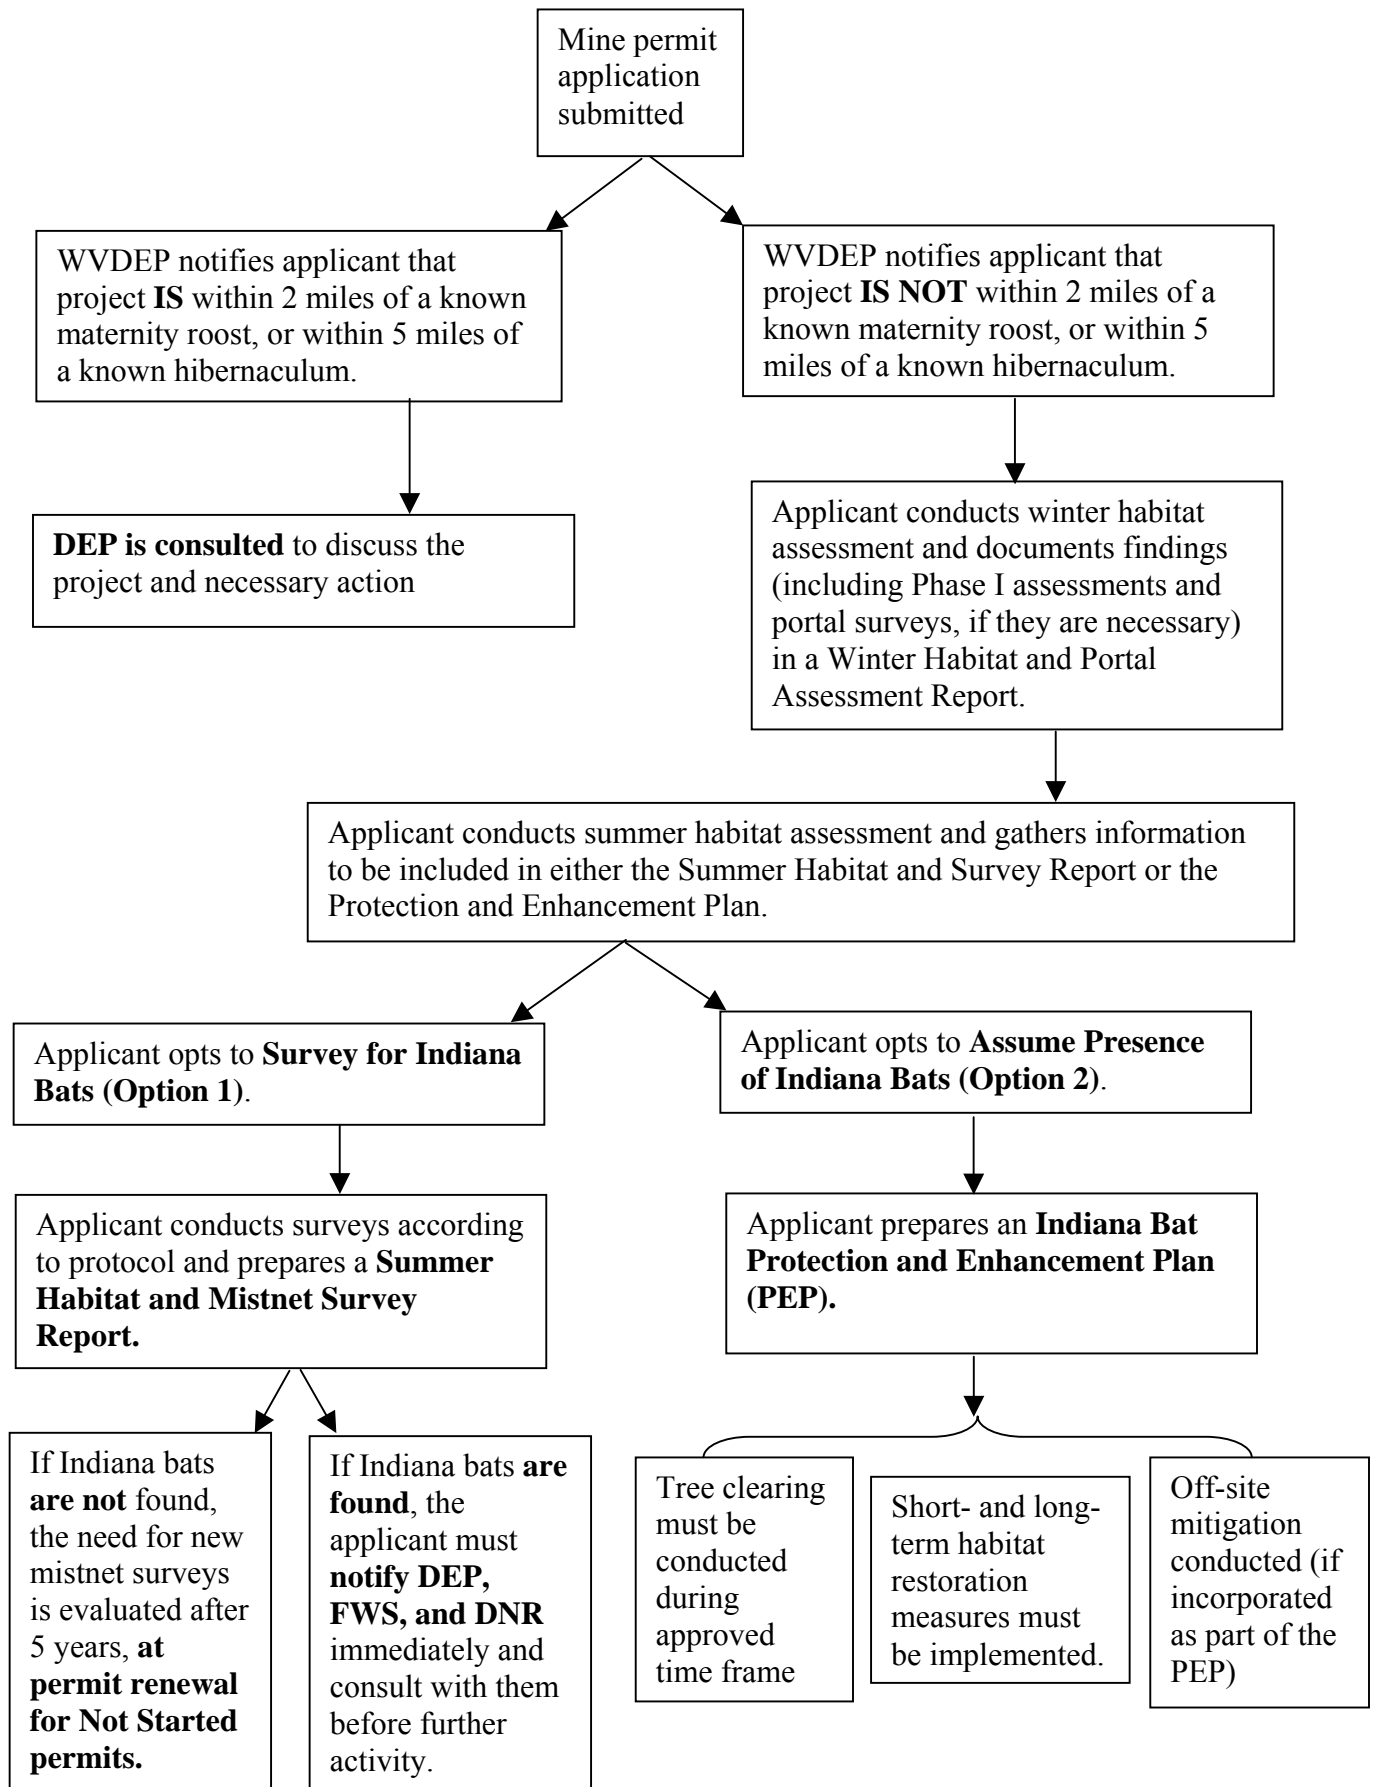 Mine permit
application
submitted
WVDEP notifies applicant that
project IS within 2 miles of a known
maternity roost, or within 5 miles of
a known hibernaculum.
WVDEP notifies applicant that
project IS NOT within 2 miles of a
known maternity roost, or within 5
miles of a known hibernaculum.
DEP is consulted to discuss the
project and necessary action
Applicant conducts winter habitat
assessment and documents findings
(including Phase I assessments and
portal surveys, if they are necessary)
in a Winter Habitat and Portal
Assessment Report.
Applicant conducts summer habitat assessment and gathers information
to be included in either the Summer Habitat and Survey Report or the
Protection and Enhancement Plan.
Applicant opts to Survey for Indiana
Bats (Option 1).
Applicant opts to Assume Presence
of Indiana Bats (Option 2).
Applicant conducts surveys according
to protocol and prepares a Summer
Habitat and Mistnet Survey
Report.
Applicant prepares an Indiana Bat
Protection and Enhancement Plan
(PEP).
If Indiana bats
are not found,
the need for new
mistnet surveys
is evaluated after
5 years, at
permit renewal
for Not Started
permits.
If Indiana bats are
found, the
applicant must
notify DEP,
FWS, and DNR
immediately and
consult with them
before further
activity.
Tree clearing
must be
conducted
during
approved
time frame
Short- and long-
term habitat
restoration
measures must
be implemented.
Off-site
mitigation
conducted (if
incorporated
as part of the
PEP)